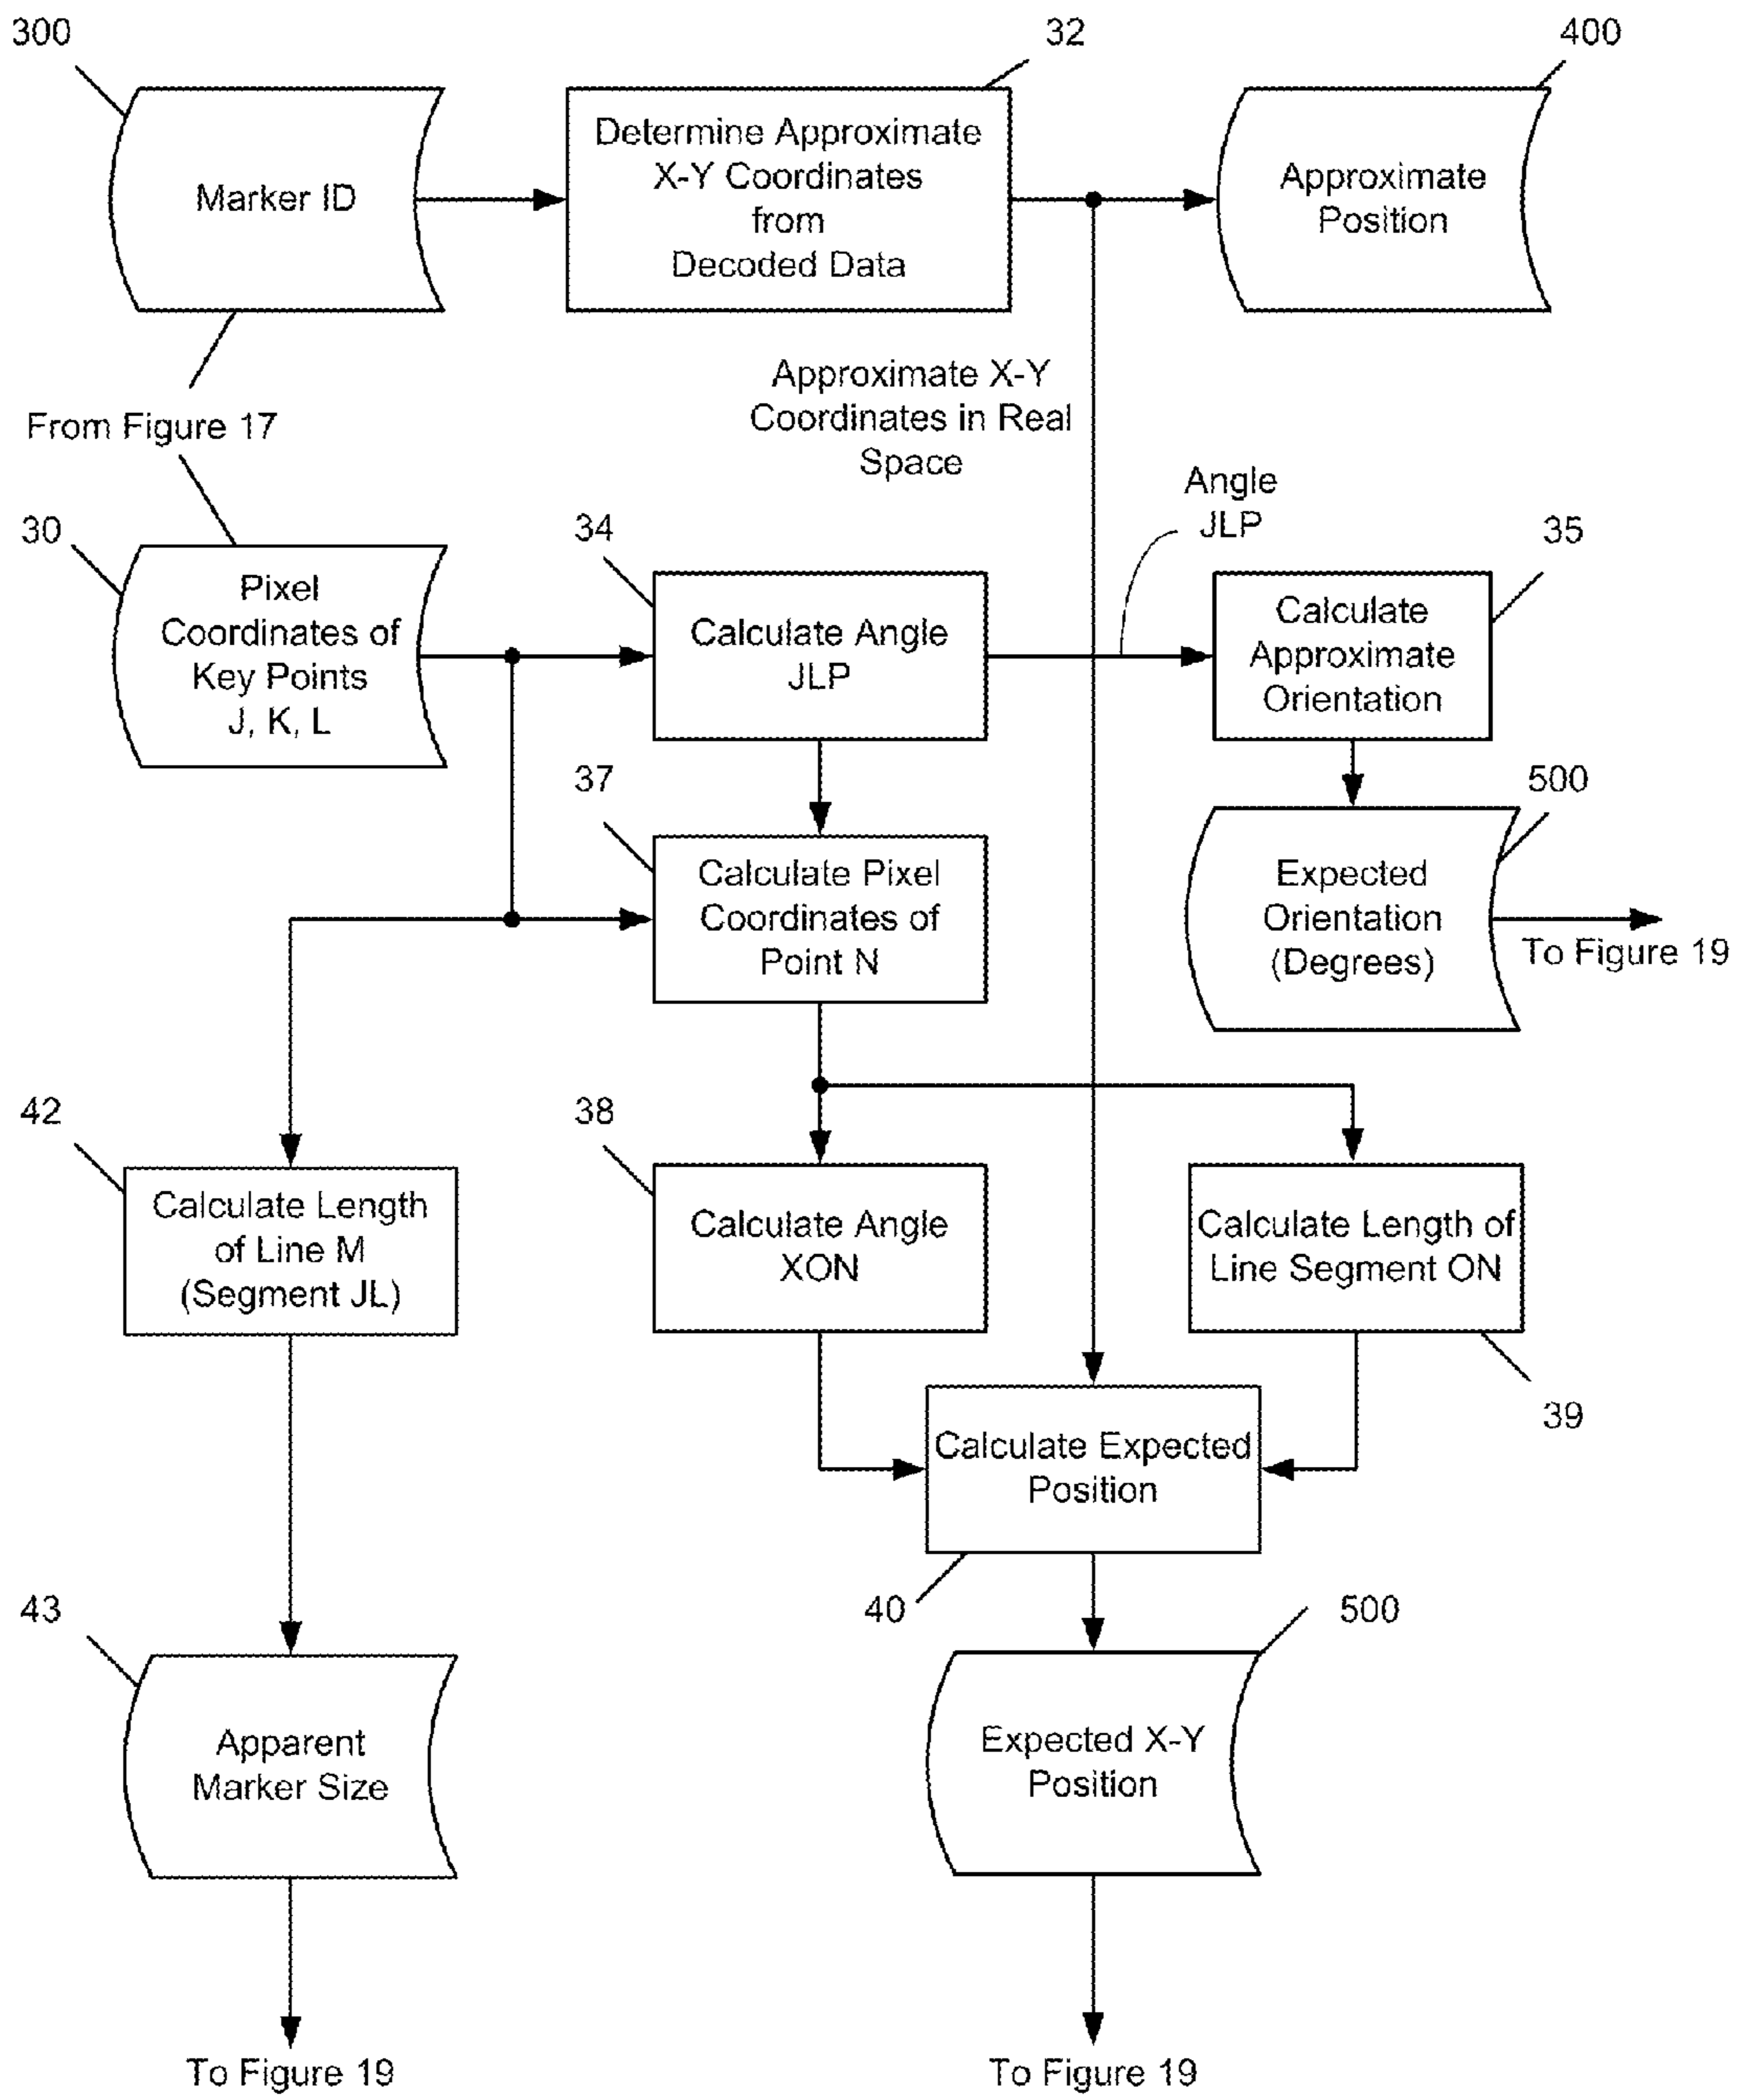 300
32
400
Marker ID
Determine Approximate
X-Y Coordinates
from
Decoded Data
Approximate
Position
From Figure 17
Approximate X-Y
Coordinates in Real
Space
Angle
JLP
30
34
35
Pixel
Coordinates of
Key Points
J, K, L
Calculate Angle
JLP
Calculate
Approximate
Orientation
37
500
Calculate Pixel
Coordinates of
Point N
Expected
Orientation
(Degrees)
To Figure 19
42
38
Calculate Length
of Line M
(Segment JL)
Calculate Angle
XON
Calculate Length of
Line Segment ON
39
Calculate Expected
Position
43
40
500
Apparent
Marker Size
Expected X-Y
Position
To Figure 19
To Figure 19